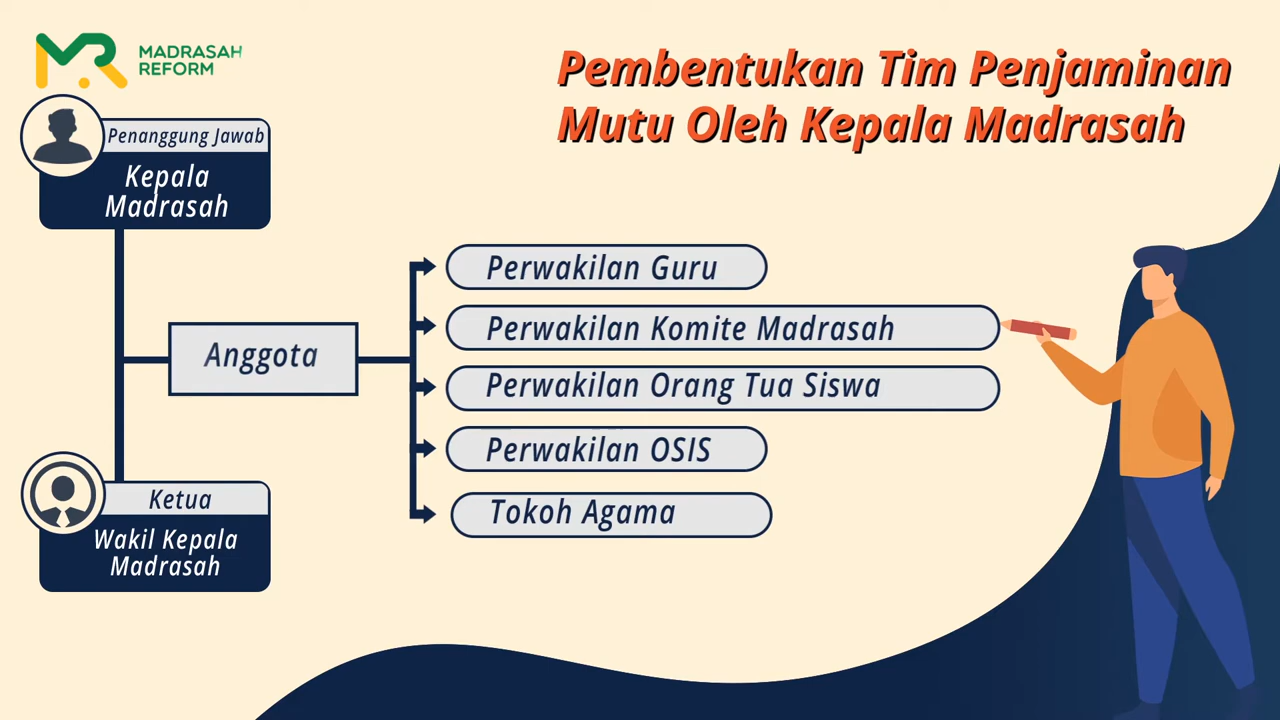 MADRASAH
REFORM
Pembentukan Tim Penjaminan
Mutu Oleh Kepala Madrasah
Penanggung Jawab
Kepala
Madrasah
Anggota
Perwakilan Guru
Perwakilan Komite Madrasah
Perwakilan Orang Tua Siswa
Perwakilan OSIS
Tokoh Agama
Ketua
Wakil Kepala
Madrasah